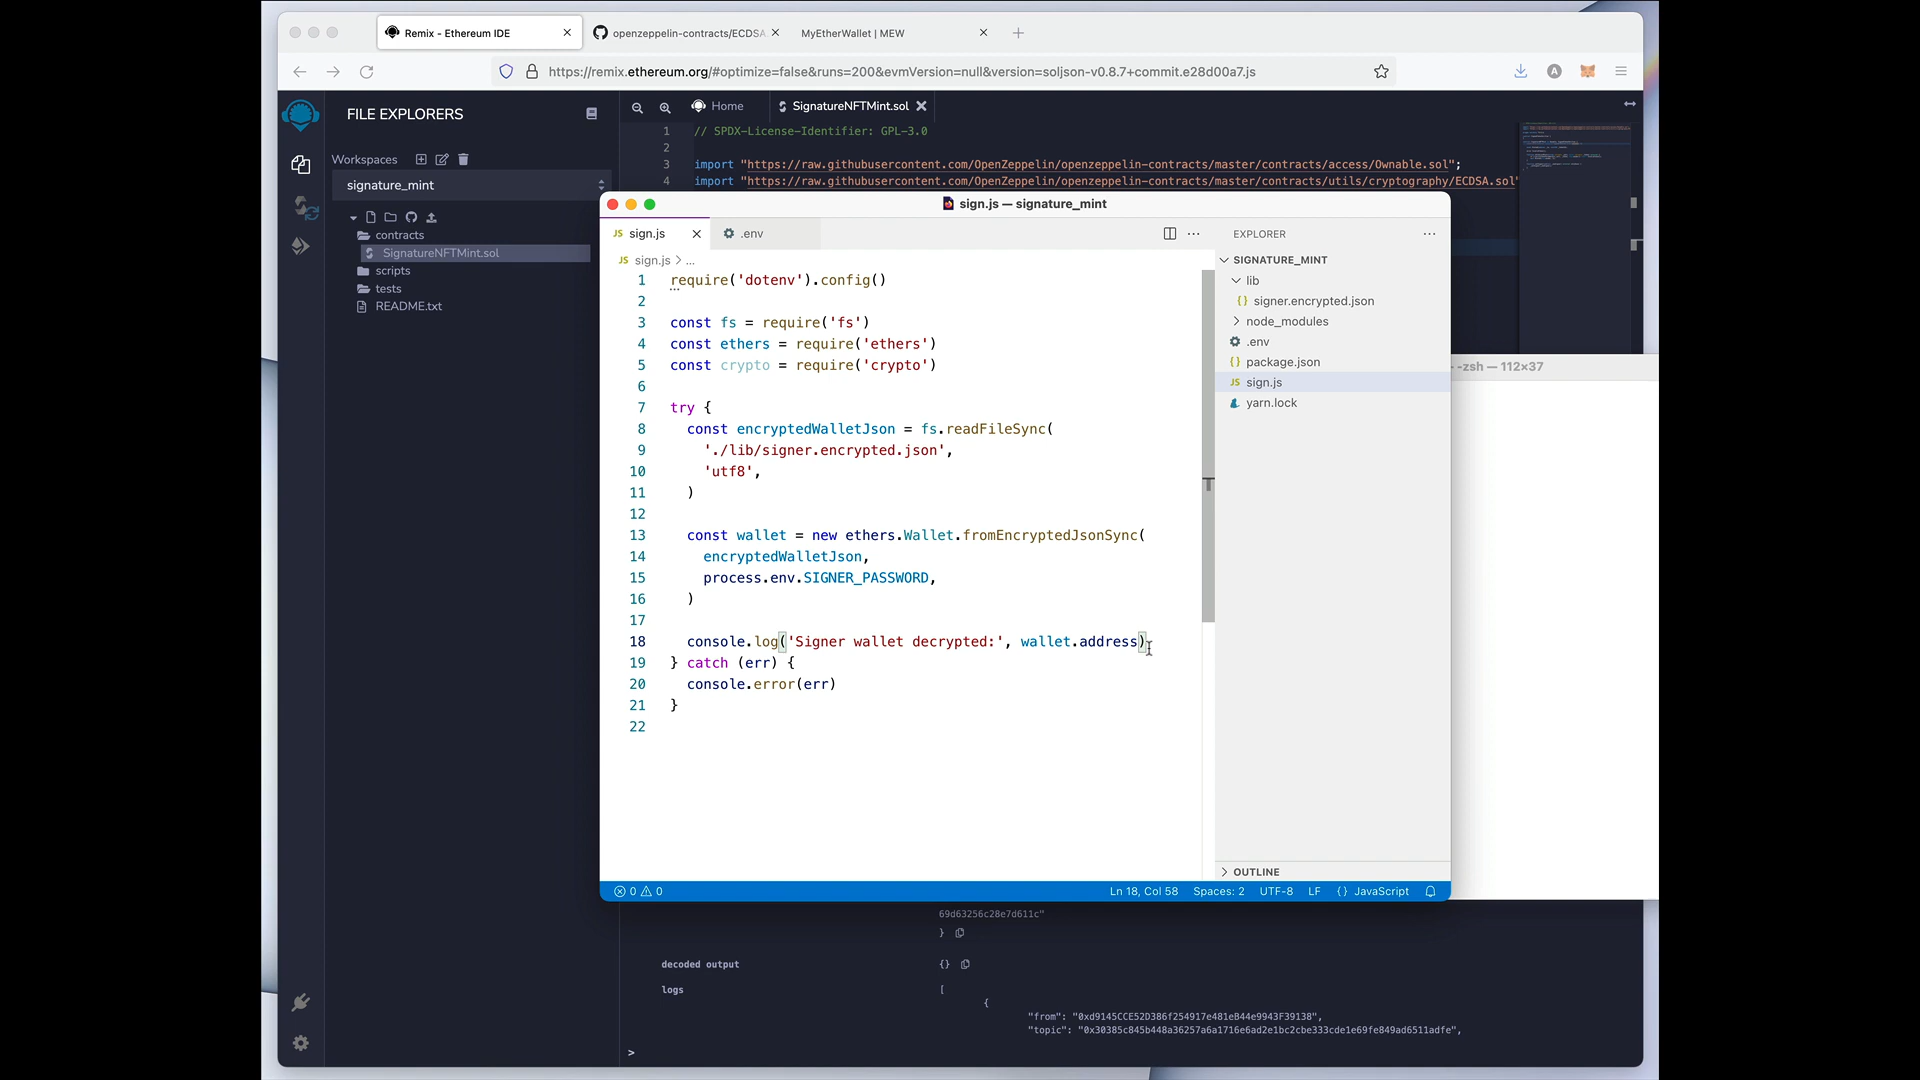 Remix - Ethereum IDE
openzeppelin-contracts/ECDSA.
MyEtherWallet | MEW
https://remix.ethereum.org/#optimize=false&runs=200&evmVersion=null&version=soljson-v0.8.7+commit.e28d00a7.js
A
FILE EXPLORERS
Home
SignatureNFTMint.sol
Workspaces
signature_mint
contracts
SignatureNFTMint.sol
scripts
tests
README.txt
1 // SPDX-License-Identifier: GPL-3.0
2
3 import "https://raw.githubusercontent.com/OpenZeppelin/openzeppelin-contracts/master/contracts/access/Ownable.sol";
4 import "https://raw.githubusercontent.com/OpenZeppelin/openzeppelin-contracts/master/contracts/utils/cryptography/ECDSA.sol"
sign.js — signature_mint
JS sign.js
.env
JS sign.js > ...
1 require('dotenv').config()
2
3 const fs = require('fs')
4 const ethers = require('ethers')
5 const crypto = require('crypto')
6
7 try {
8 const encryptedWalletJson = fs.readFileSync(
9 './lib/signer.encrypted.json',
10 'utf8',
11 )
12
13 const wallet = new ethers.Wallet.fromEncryptedJsonSync(
14 encryptedWalletJson,
15 process.env.SIGNER_PASSWORD,
16 )
17
18 console.log('Signer wallet decrypted:', wallet.address)
19 } catch (err) {
20 console.error(err)
21 }
22
EXPLORER
SIGNATURE_MINT
lib
{} signer.encrypted.json
node_modules
.env
{} package.json
JS sign.js
yarn.lock
OUTLINE
-zsh — 112×37
0 0
Ln 18, Col 58
Spaces: 2
UTF-8
LF
{} JavaScript
69d63256c28e7d611c"
}
decoded output
{}
logs
[
{
"from": "0xd9145CCE52D386f254917e481eB44e9943F39138",
"topic": "0x30385c845b448a36257a6a1716e6ad2e1bc2cbe333cde1e69fe849ad6511adfe",
>